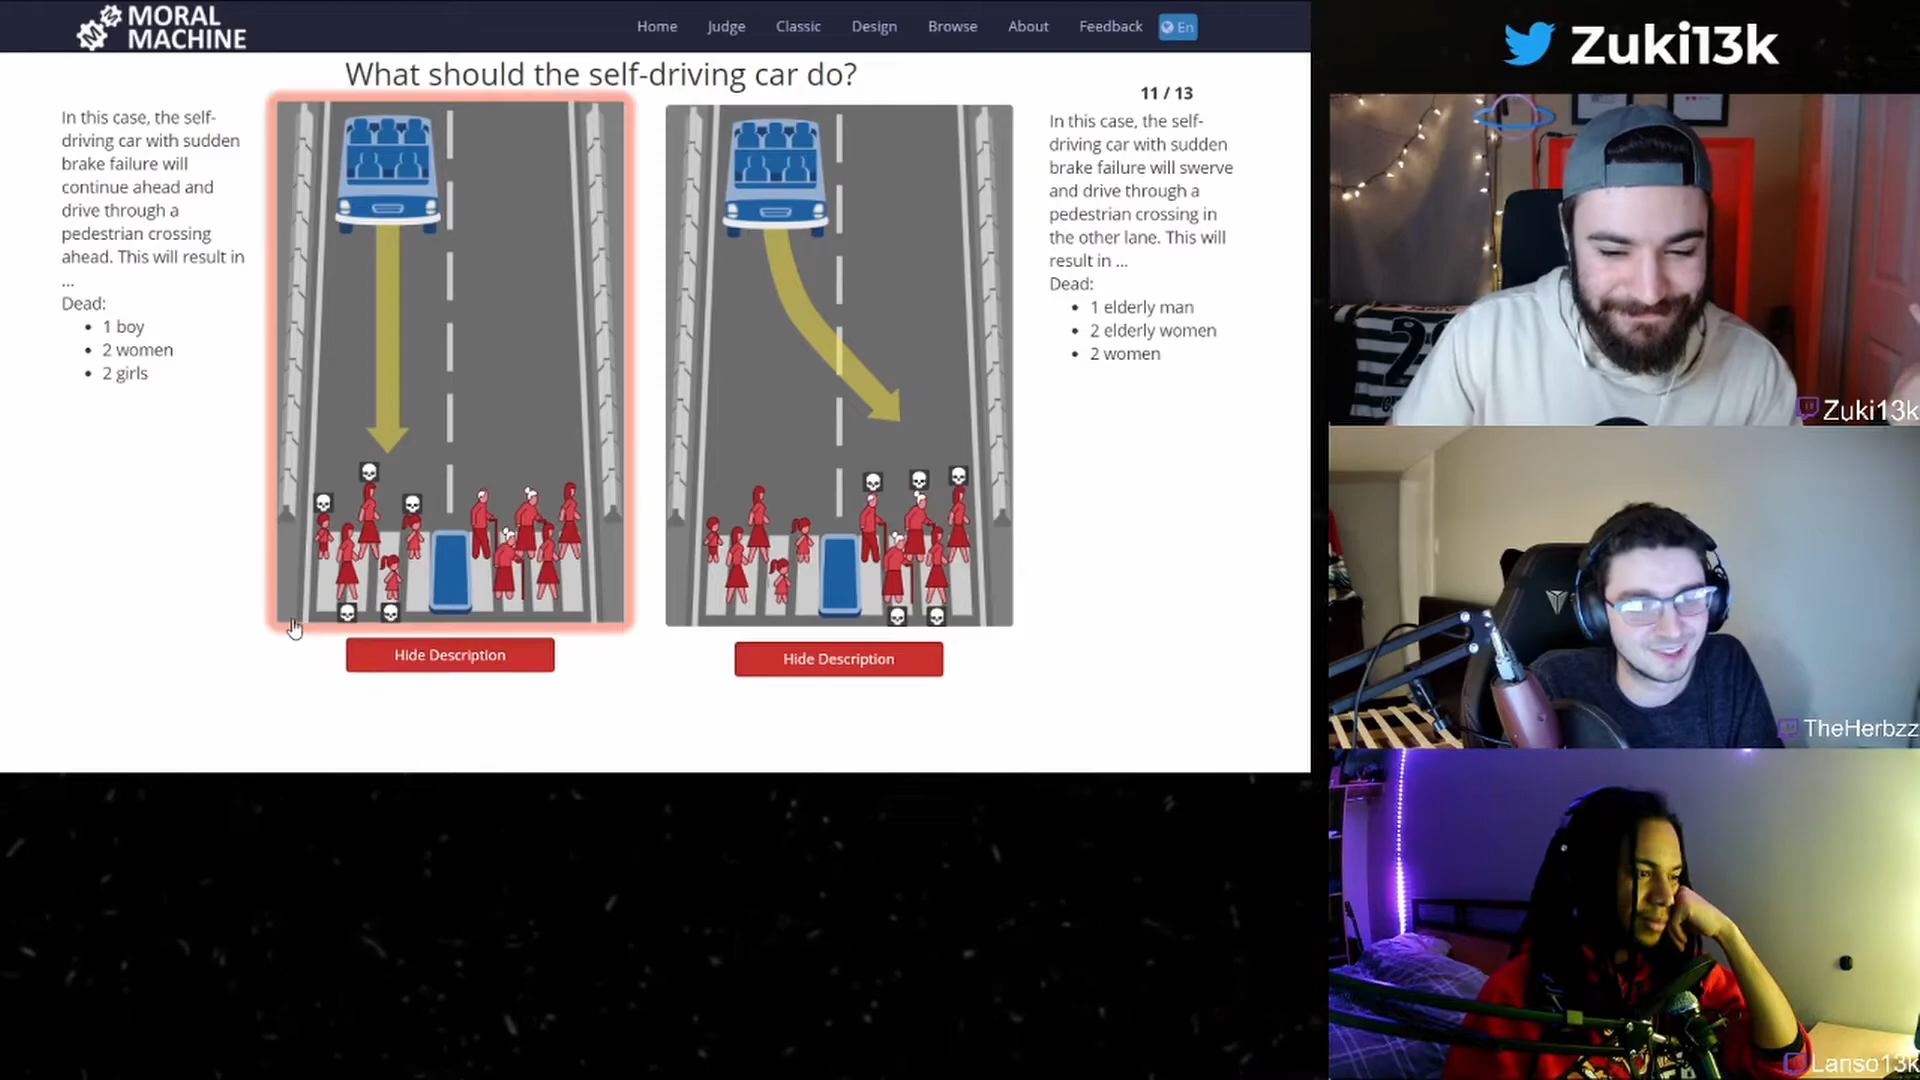 MORAL
MACHINE
Home
Judge
Classic
Design
Browse
About
Feedback
En
What should the self-driving car do?
11 / 13
In this case, the self-
driving car with sudden
brake failure will
continue ahead and
drive through a
pedestrian crossing
ahead. This will result in
...
Dead:
• 1 boy
• 2 women
• 2 girls
Hide Description
In this case, the self-
driving car with sudden
brake failure will swerve
and drive through a
pedestrian crossing in
the other lane. This will
result in ...
Dead:
• 1 elderly man
• 2 elderly women
• 2 women
Hide Description
Zuki13k
Zuki13k
TheHerbzz
Lanso13k